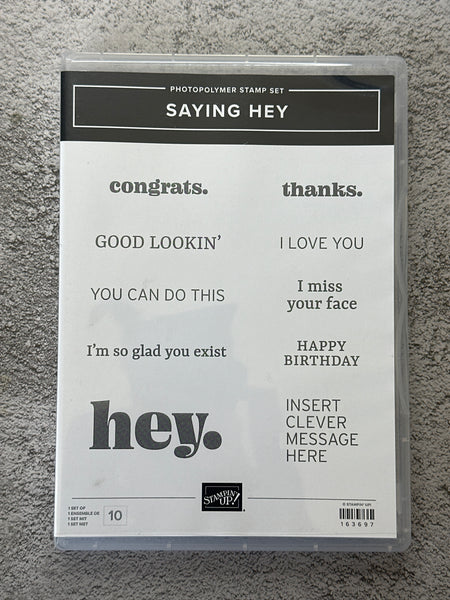 PHOTOPOLYMER STAMP SET
SAYING HEY
congrats.
thanks.
GOOD LOOKIN'
I LOVE YOU
YOU CAN DO THIS
I miss
your face
I'm so glad you exist
HAPPY
BIRTHDAY
hey.
INSERT
CLEVER
MESSAGE
HERE
1 SET OF
1 ENSEMBLE DE
1 SET MIT
1 SET MET
10
STAMPIN' UP!
© STAMPIN' UP!
163697